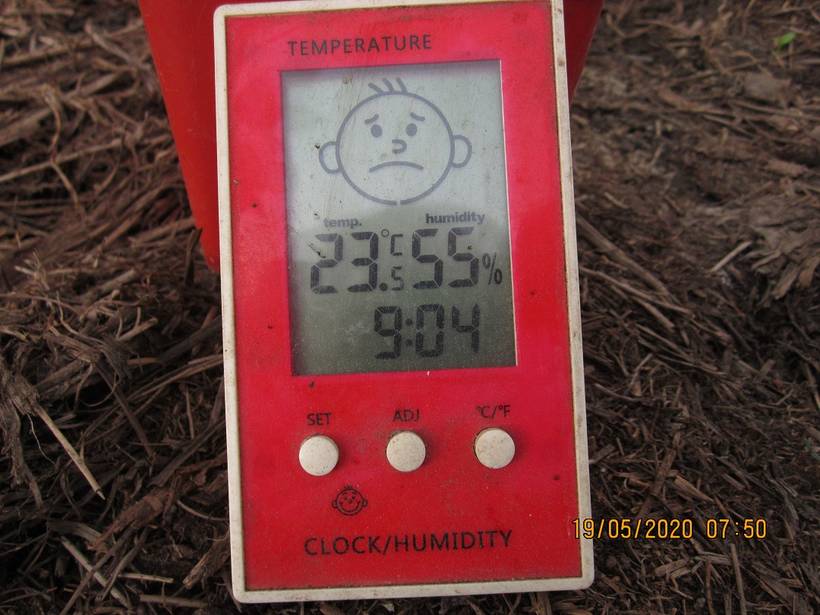 TEMPERATURE
temp. humidity
23.5°C 55%
9:04
SET ADJ °C/°F
CLOCK/HUMIDITY
19/05/2020 07:50